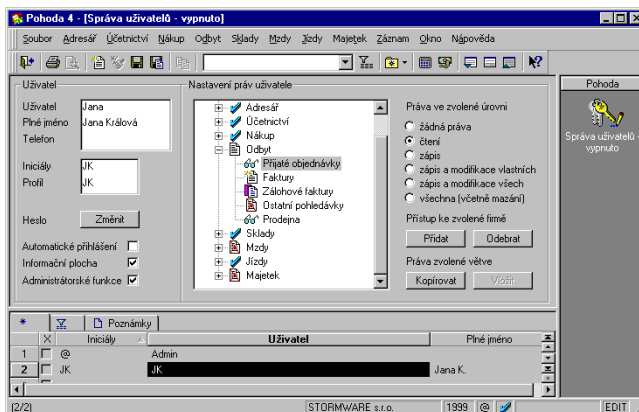 Pohoda 4 - [Správa uživatelů - vypnuto]
Soubor Adresář Účetnictví Nákup Odbyt Sklady Mzdy Jízdy Majetek Záznam Okno Nápověda
Uživatel
Uživatel Jana
Plné jméno Jana Králová
Telefon
Iniciály JK
Profil JK
Heslo Změnit
Automatické přihlášení
Informační plocha
Administrátorské funkce
Nastavení práv uživatele
Adresář
Účetnictví
Nákup
Odbyt
Přijaté objednávky
Faktury
Zálohové faktury
Ostatní pohledávky
Prodejna
Sklady
Mzdy
Jízdy
Majetek
Práva ve zvolené úrovni
žádná práva
čtení
zápis
zápis a modifikace vlastních
zápis a modifikace všech
všechna (včetně mazání)
Přístup ke zvolené firmě
Přidat Odebrat
Práva zvolené větve
Kopírovat Vložit
Pohoda
Správa uživatelů -
vypnuto
* Poznámky
X Iniciály Uživatel Plné jméno
1 @ Admin
2 JK JK Jana K.
(2/2) STORMWARE s.r.o. 1999 @ EDIT